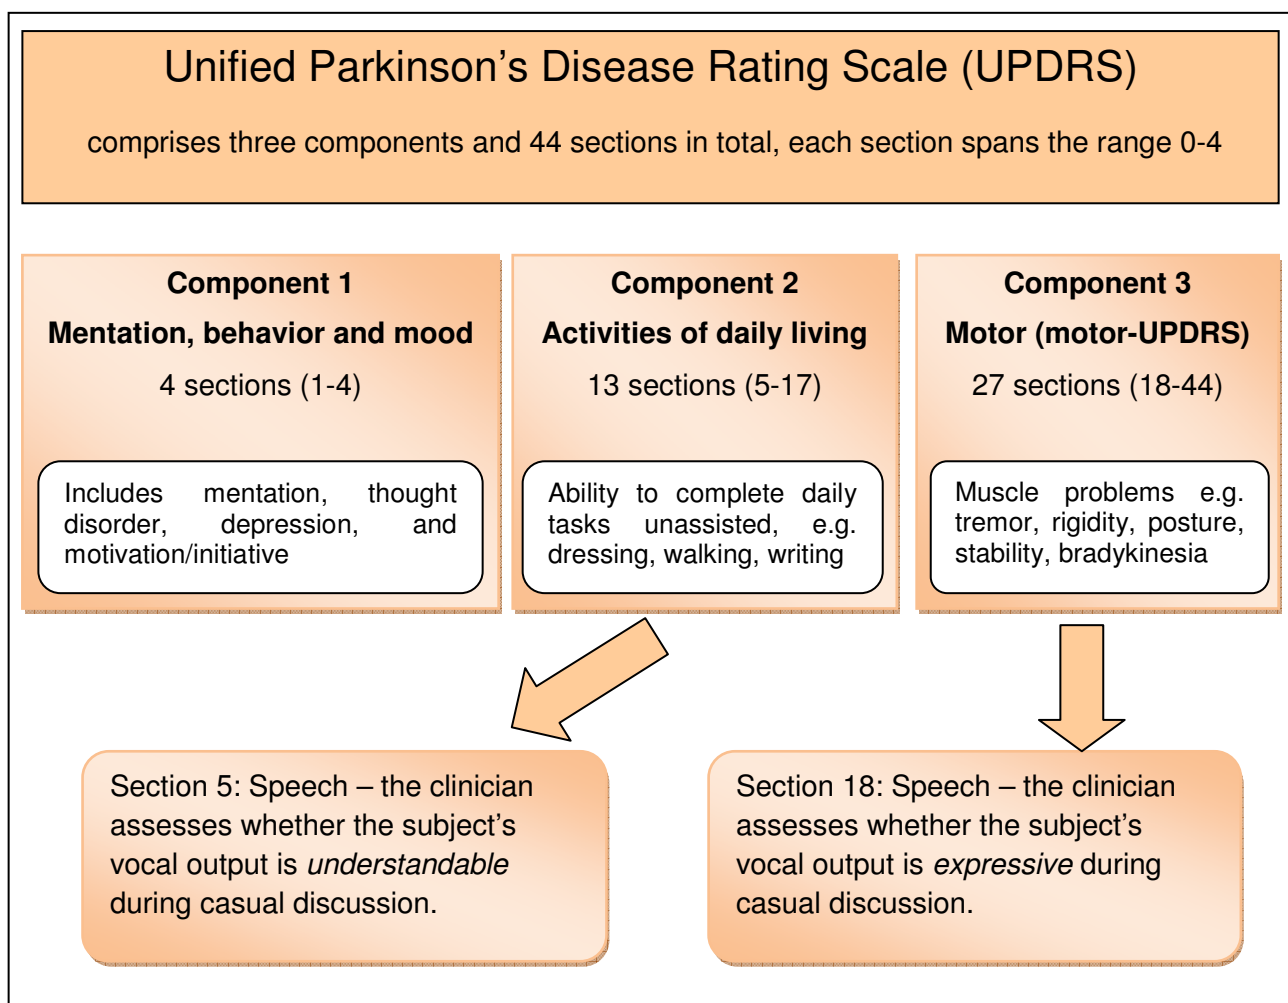 Unified Parkinson's Disease Rating Scale (UPDRS)
comprises three components and 44 sections in total, each section spans the range 0-4
Component 1
Mentation, behavior and mood
4 sections (1-4)
Includes mentation, thought
disorder, depression, and
motivation/initiative
Component 2
Activities of daily living
13 sections (5-17)
Ability to complete daily
tasks unassisted, e.g.
dressing, walking, writing
Component 3
Motor (motor-UPDRS)
27 sections (18-44)
Muscle problems e.g.
tremor, rigidity, posture,
stability, bradykinesia
Section 5: Speech – the clinician
assesses whether the subject's
vocal output is understandable
during casual discussion.
Section 18: Speech – the clinician
assesses whether the subject's
vocal output is expressive during
casual discussion.